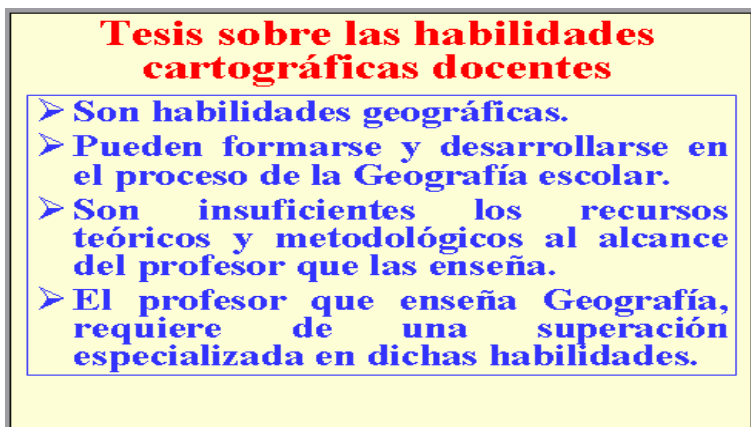 Tesis sobre las habilidades
cartográficas docentes
➢ Son habilidades geográficas.
➢ Pueden formarse y desarrollarse en
el proceso de la Geografía escolar.
➢ Son insuficientes los recursos
teóricos y metodológicos al alcance
del profesor que las enseña.
➢ El profesor que enseña Geografía,
requiere de una superación
especializada en dichas habilidades.